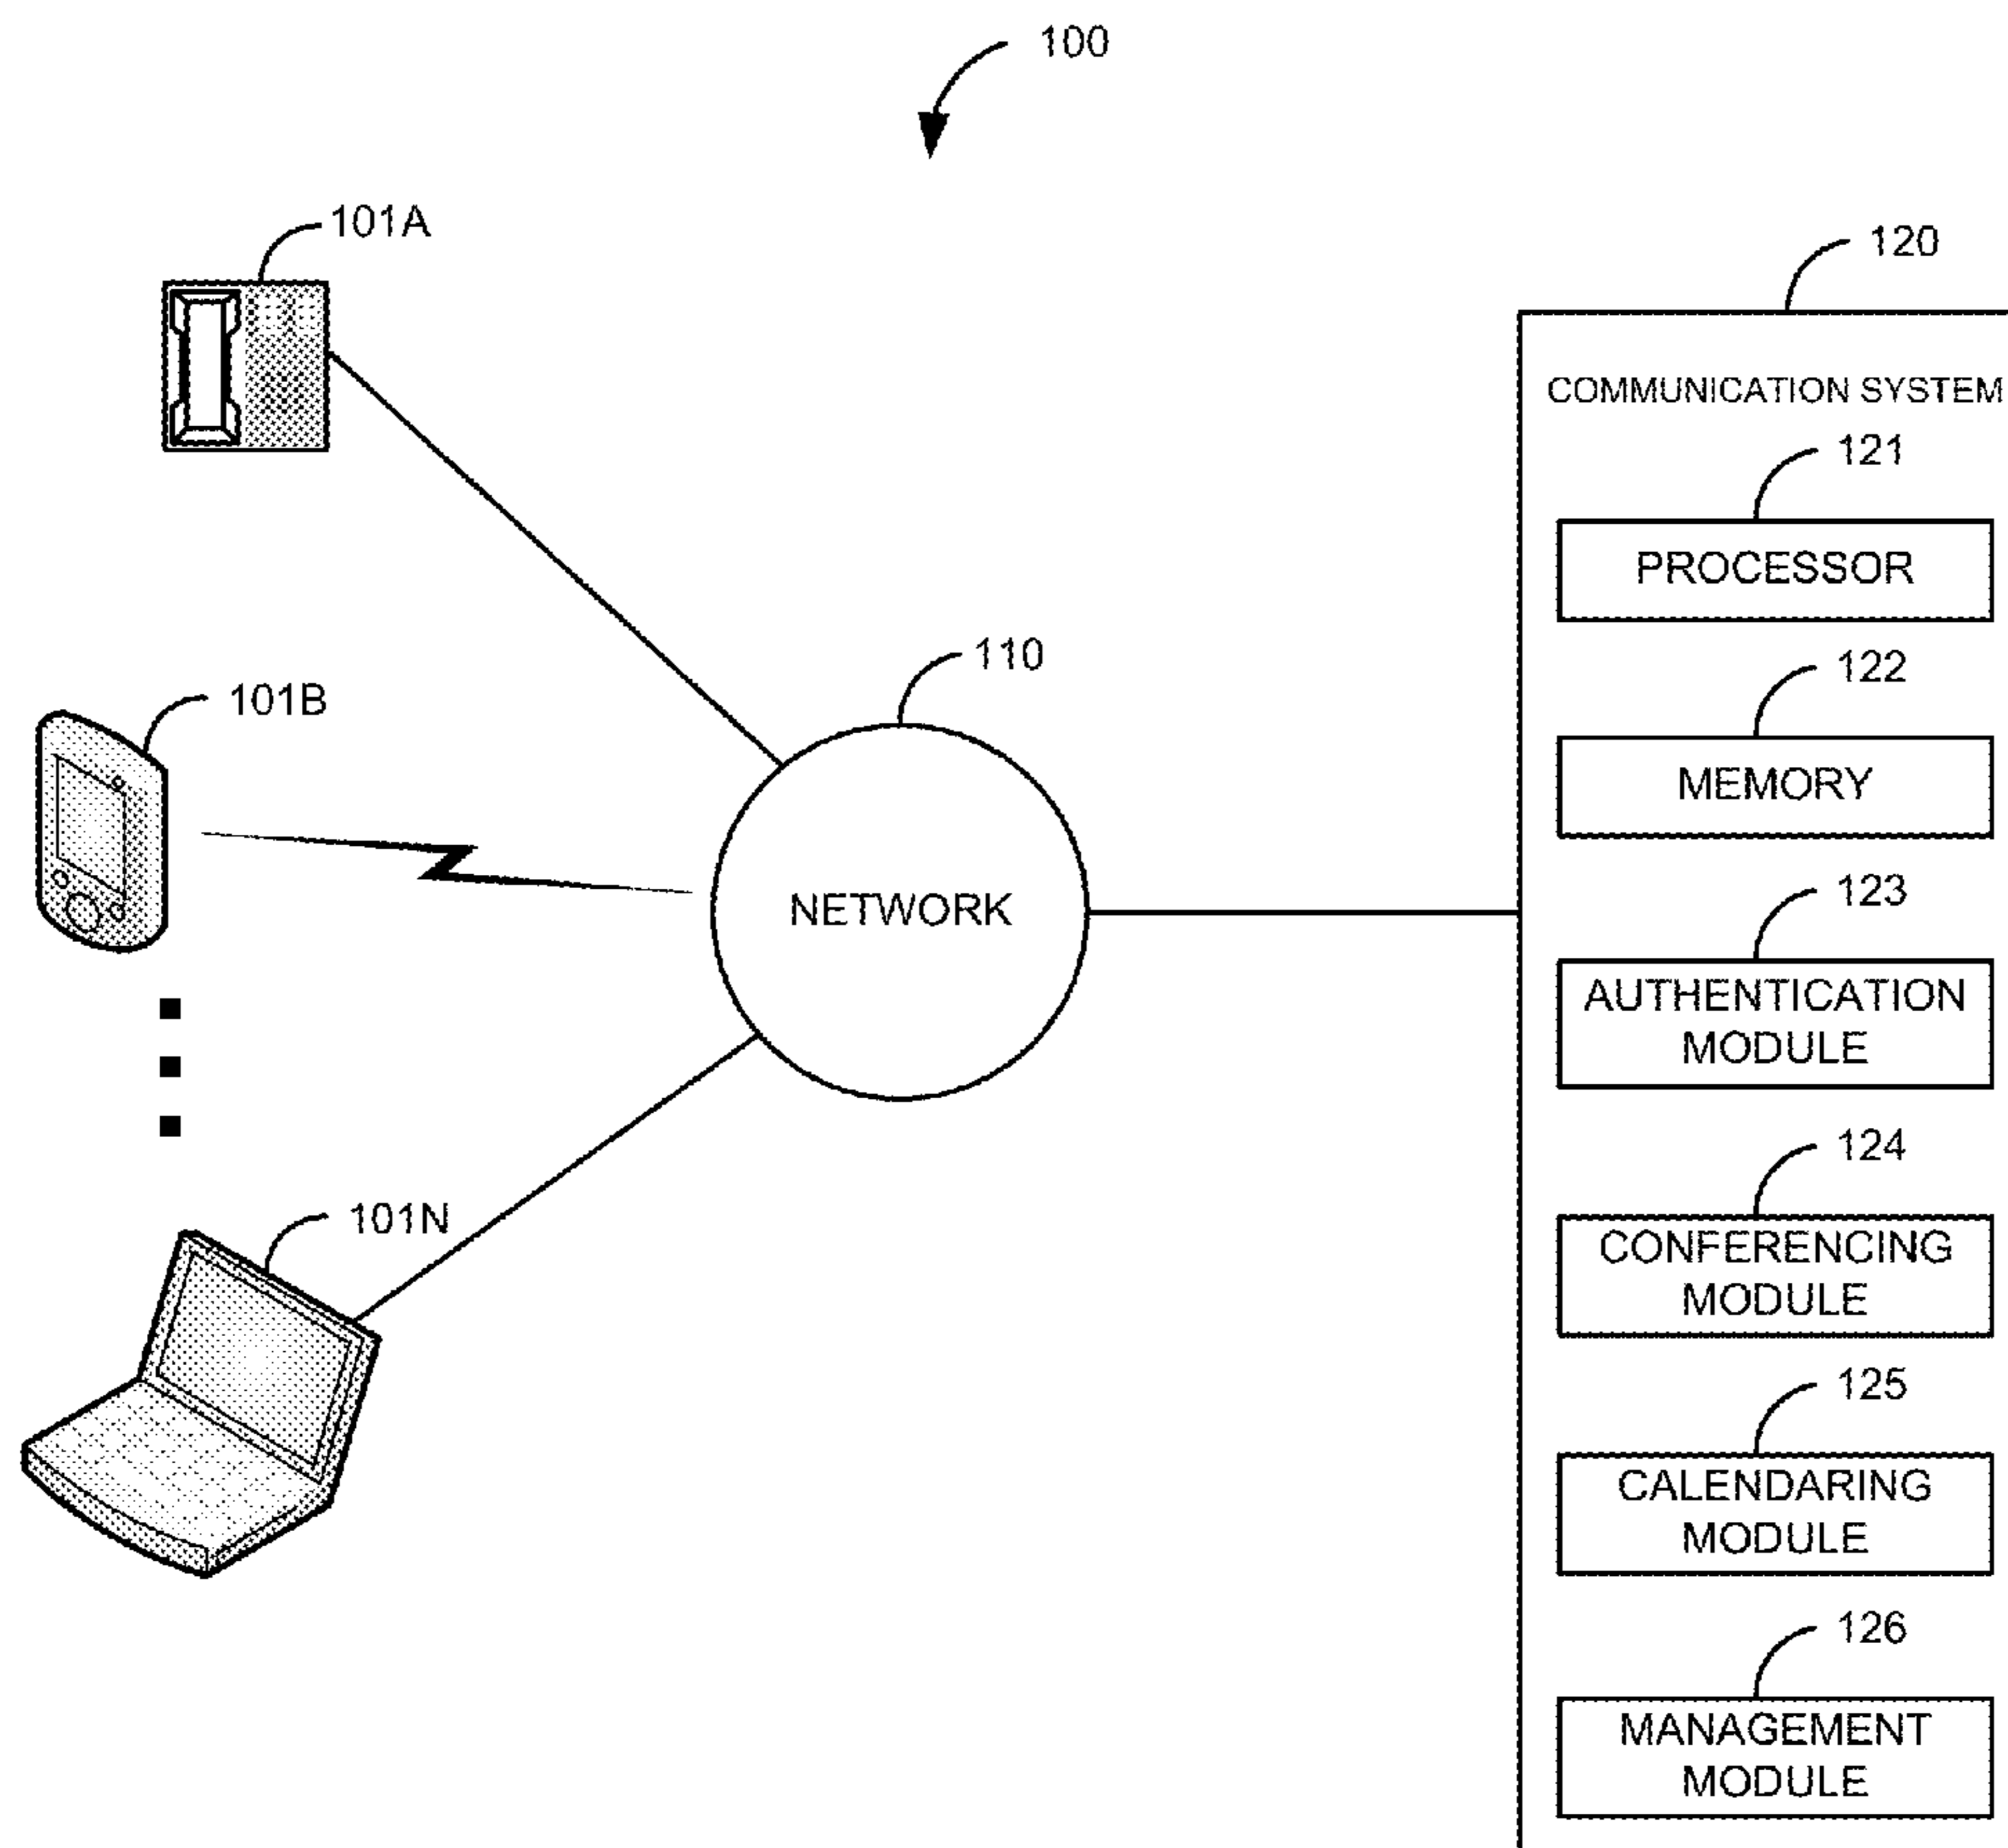 100
101A
120
COMMUNICATION SYSTEM
121
PROCESSOR
110
122
101B
MEMORY
123
NETWORK
AUTHENTICATION
MODULE
124
101N
CONFERENCING
MODULE
125
CALENDARING
MODULE
126
MANAGEMENT
MODULE